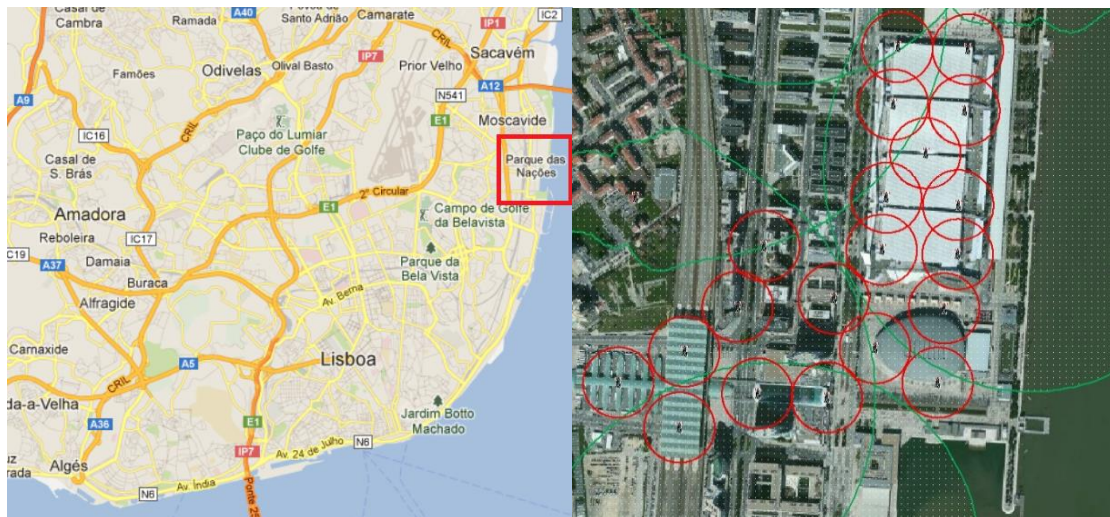 Casal de
Cambra
Ramada
A40
Póvoa de
Santo Adrião
Camarate
IP1
IC2
Sacavém
Odivelas
Olival Basto
IP7
Prior Velho
Famões
CRIL
A9
N541
A12
IC16
Paço do Lumiar
Clube de Golfe
E1
Moscavide
Casal de
S. Brás
Parque das
Nações
2ª Circular
E1
Amadora
Campo de Golfe
da Belavista
Reboleira
IC17
C19
Damaia
A37
Buraca
Parque da
Bela Vista
Alfragide
Av. Berna
Carnaxide
A5
Lisboa
CRIL
da-a-Velha
A36
E1
Jardim Botto
Machado
IP7
Av. 24 de Julho
N6
Algés
Av. Índia
N6
Ponte 25